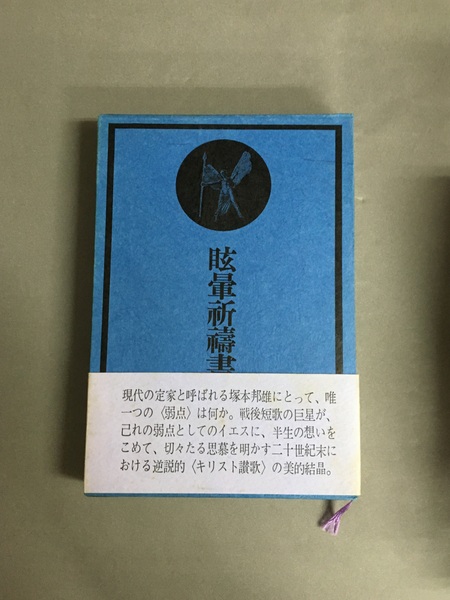 眩暈祈禱書
現代の定家と呼ばれる塚本邦雄にとって、唯
一つの〈弱点〉は何か。戦後短歌の巨星が、
己れの弱点としてのイエスに、半生の想いを
こめて、切々たる思慕を明かす二十世紀末に
おける逆説的〈キリスト讃歌〉の美的結晶。